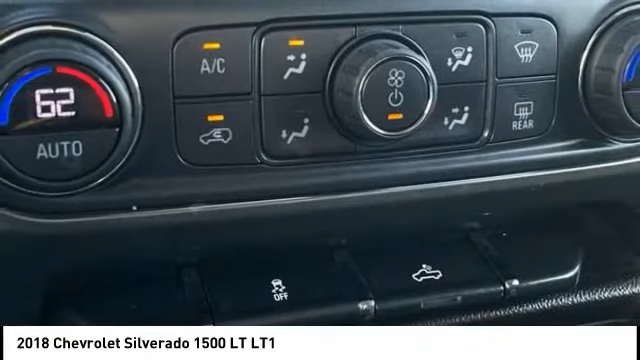 A/C
62
AUTO
REAR
OFF
2018 Chevrolet Silverado 1500 LT LT1